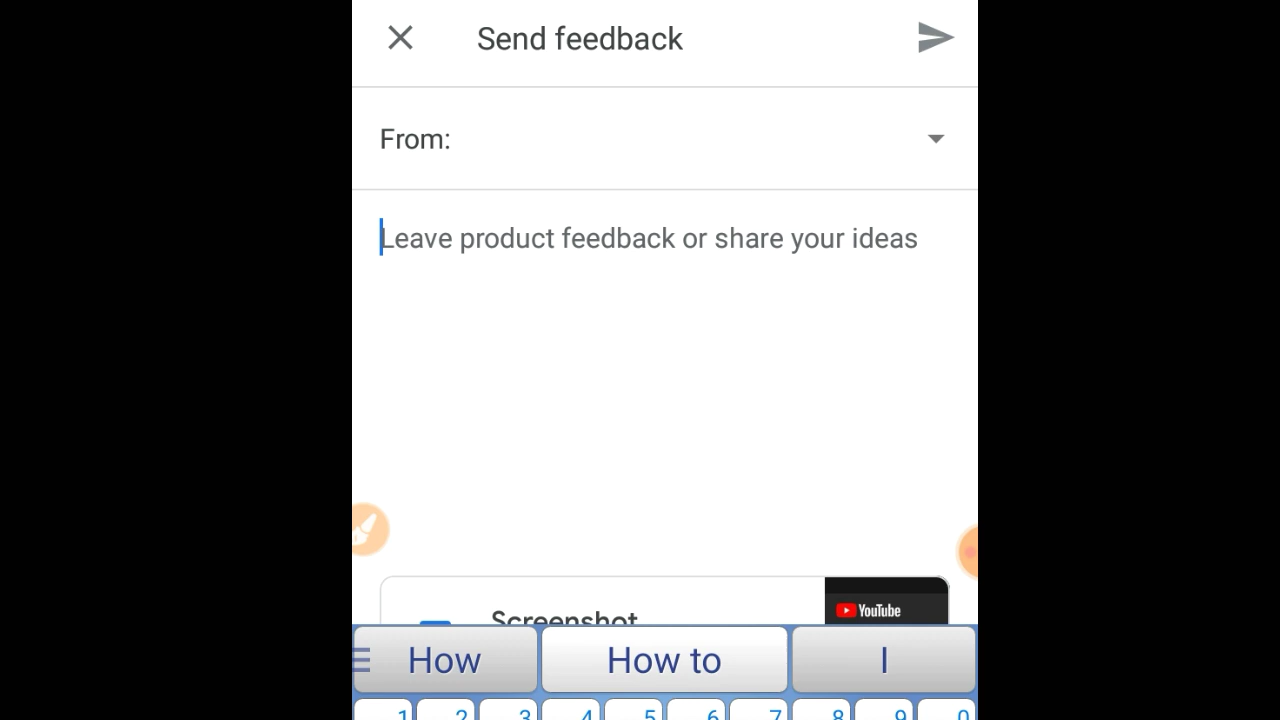 Send feedback
From:
Leave product feedback or share your ideas
Screenshot
YouTube
How
How to
I
1 2 3 4 5 6 7 8 9 0